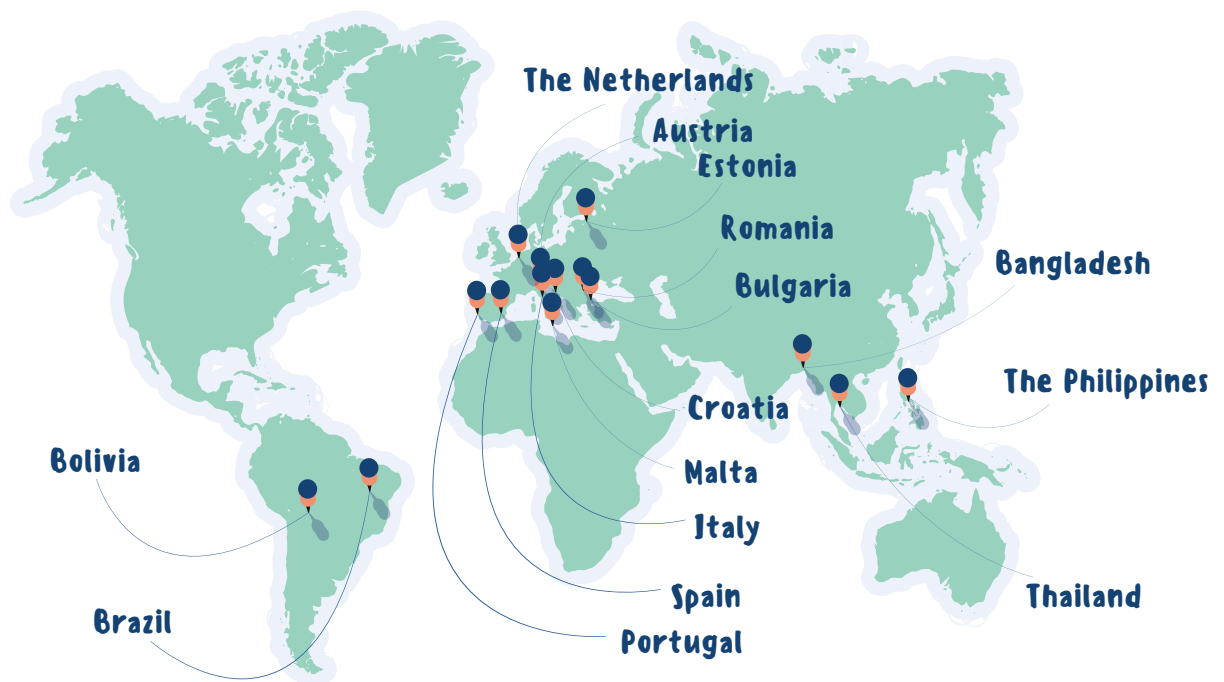 The Netherlands
Austria
Estonia
Romania
Bangladesh
Bulgaria
The Philippines
Croatia
Bolivia
Malta
Italy
Spain
Thailand
Brazil
Portugal